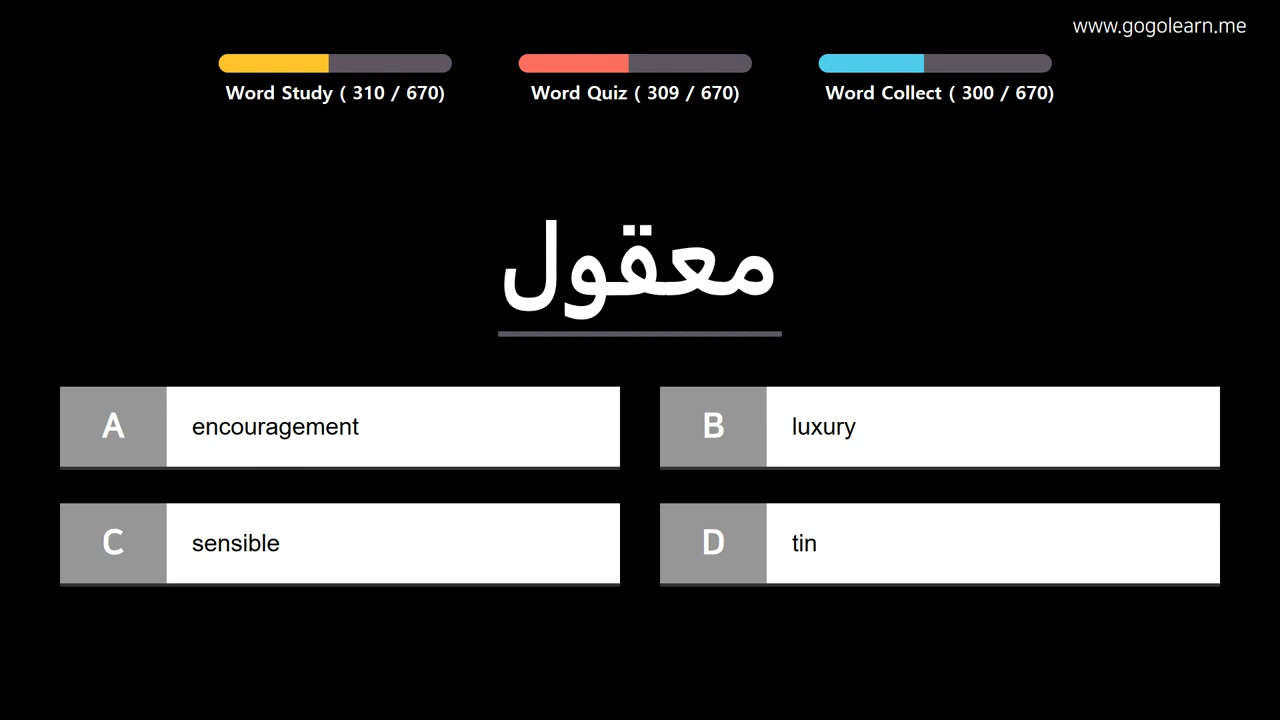 www.gogolearn.me
Word Study ( 310 / 670)
Word Quiz ( 309 / 670)
Word Collect ( 300 / 670)
معقول
A encouragement
B luxury
C sensible
D tin